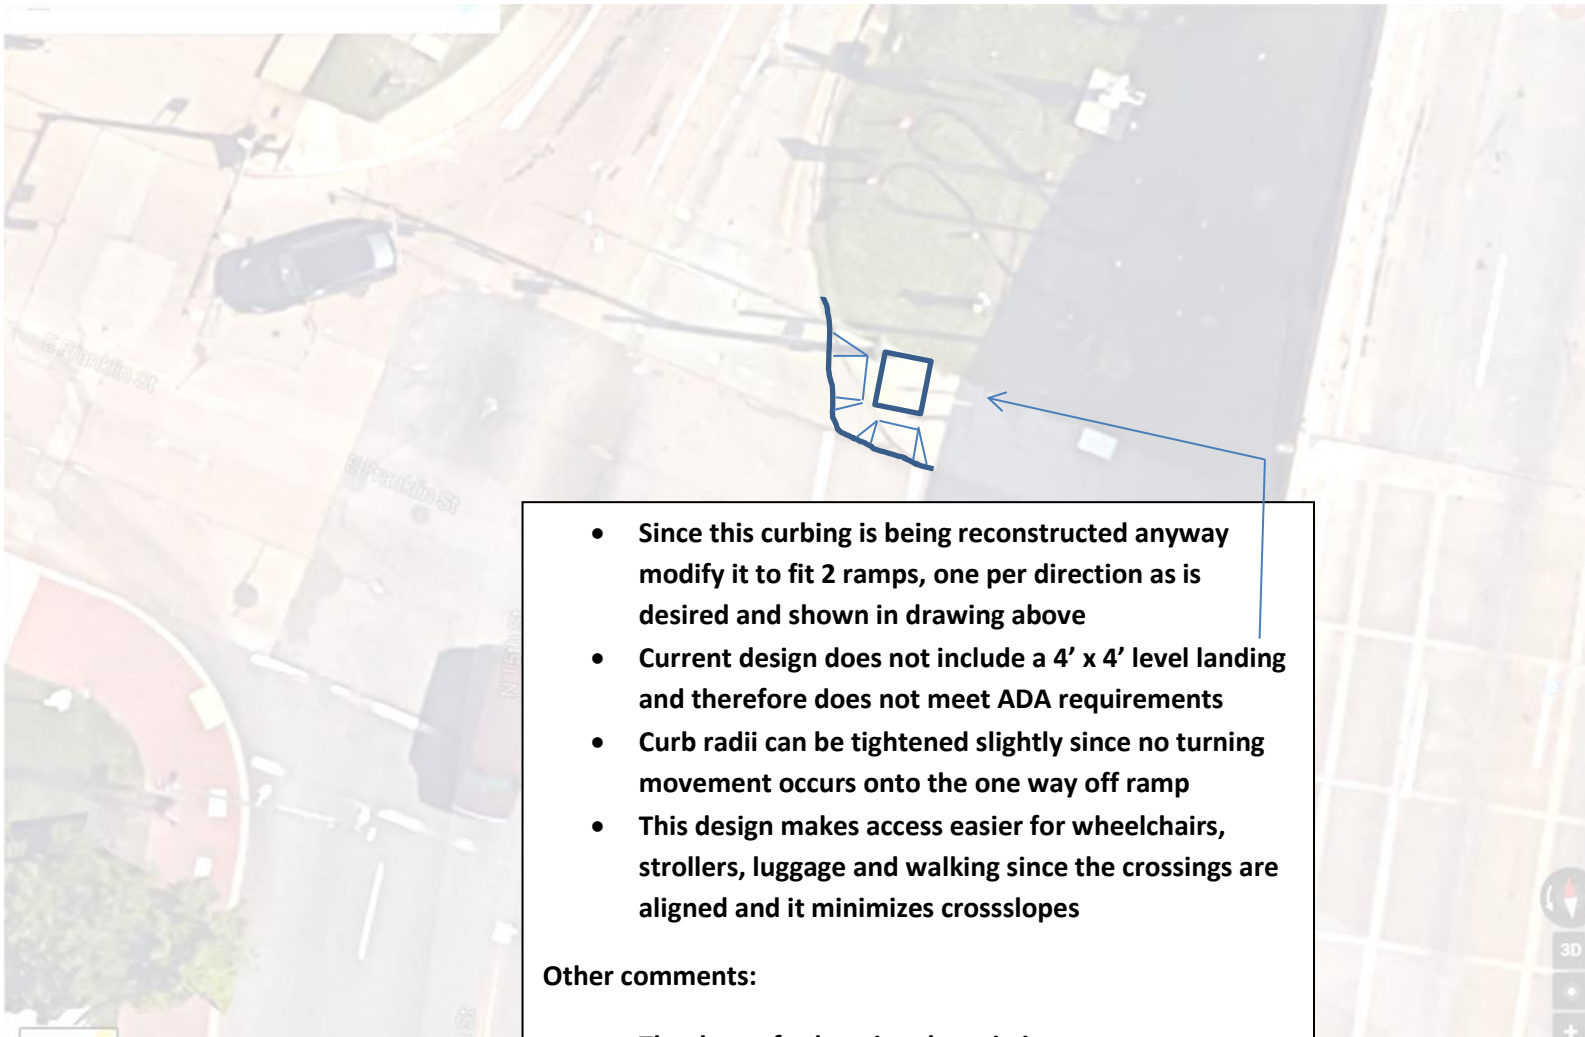 E Franklin St
E Franklin St
N 15th St
• Since this curbing is being reconstructed anyway
modify it to fit 2 ramps, one per direction as is
desired and shown in drawing above
• Current design does not include a 4’ x 4’ level landing
and therefore does not meet ADA requirements
• Curb radii can be tightened slightly since no turning
movement occurs onto the one way off ramp
• This design makes access easier for wheelchairs,
strollers, luggage and walking since the crossings are
aligned and it minimizes crossslopes
Other comments:
3D
+